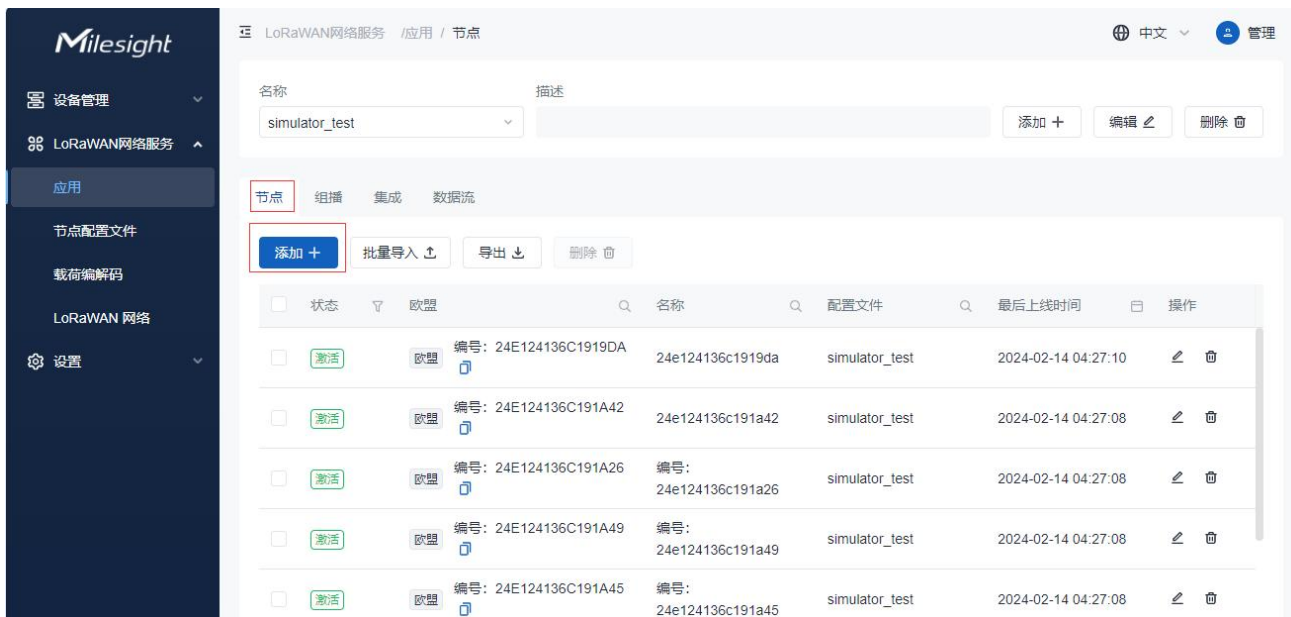 Milesight
LoRaWAN网络服务 /应用 / 节点
中文
管理
设备管理
LoRaWAN网络服务
应用
节点配置文件
载荷编解码
LoRaWAN 网络
设置
名称
描述
simulator_test
添加
编辑
删除
节点 组播 集成 数据流
添加 批量导入 导出 删除
状态 欧盟 名称 配置文件 最后上线时间 操作
激活 欧盟 编号：24E124136C1919DA 24e124136c1919da simulator_test 2024-02-14 04:27:10
激活 欧盟 编号：24E124136C191A42 24e124136c191a42 simulator_test 2024-02-14 04:27:08
激活 欧盟 编号：24E124136C191A26 编号：
24e124136c191a26 simulator_test 2024-02-14 04:27:08
激活 欧盟 编号：24E124136C191A49 编号：
24e124136c191a49 simulator_test 2024-02-14 04:27:08
激活 欧盟 编号：24E124136C191A45 编号：
24e124136c191a45 simulator_test 2024-02-14 04:27:08